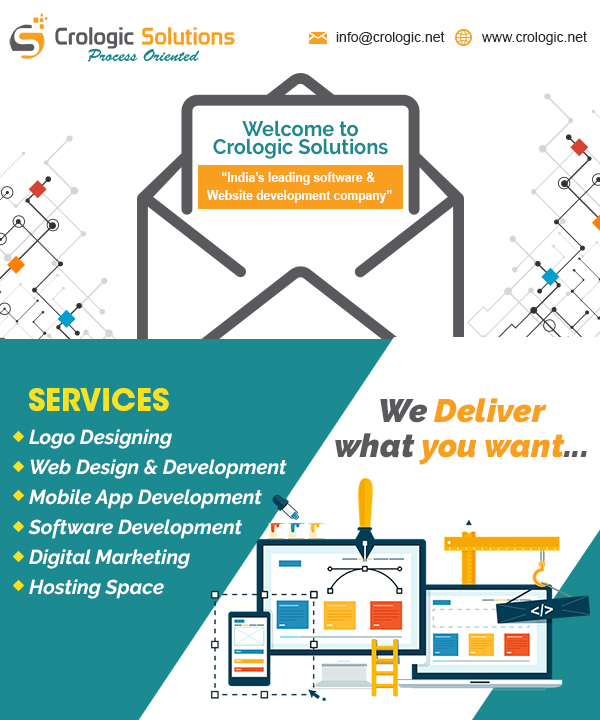 Crologic Solutions
Process Oriented
info@crologic.net
www.crologic.net
Welcome to
Crologic Solutions
“India's leading software &
Website development company”
SERVICES
Logo Designing
Web Design & Development
Mobile App Development
Software Development
Digital Marketing
Hosting Space
We Deliver
what you want...
</>